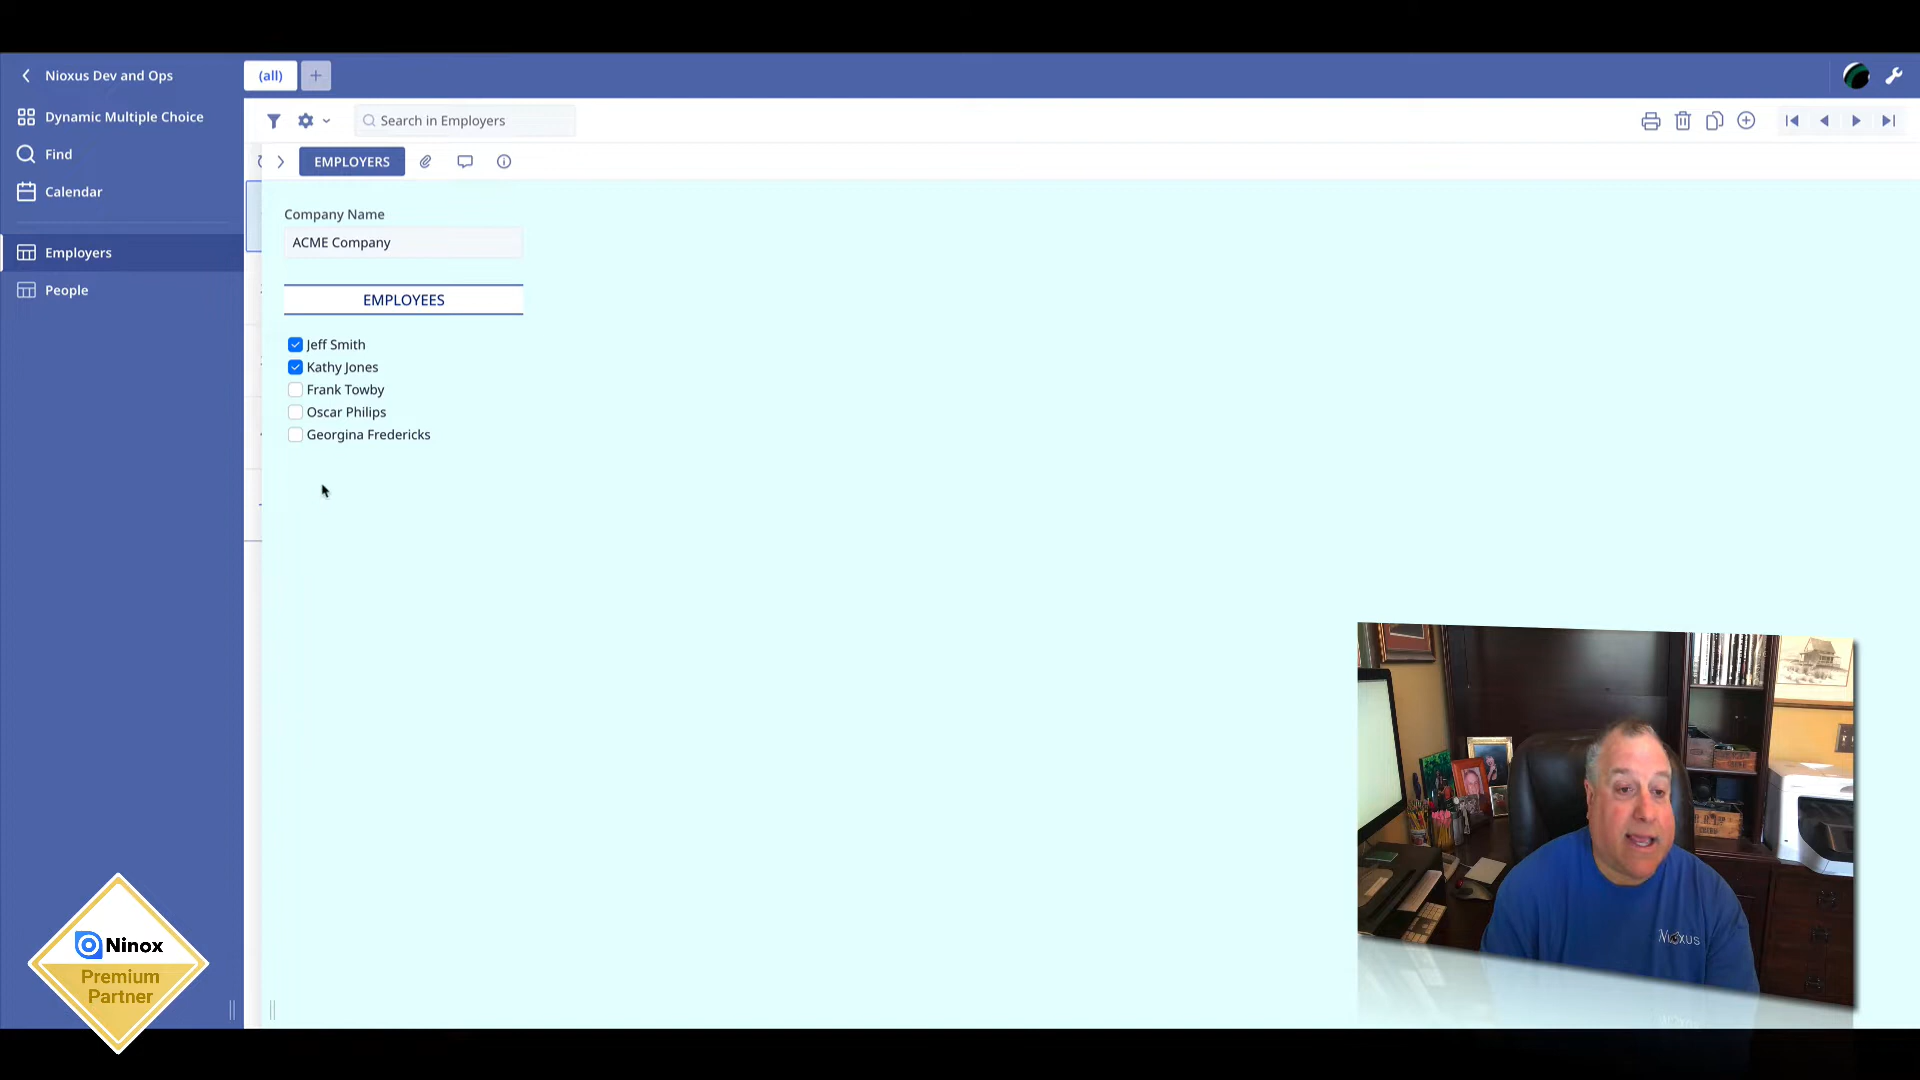 Nioxus Dev and Ops
(all)
Dynamic Multiple Choice
Search in Employers
Find
EMPLOYERS
Calendar
Company Name
ACME Company
Employers
People
EMPLOYEES
Jeff Smith
Kathy Jones
Frank Towby
Oscar Philips
Georgina Fredericks
Ninox
Premium
Partner
Nioxus